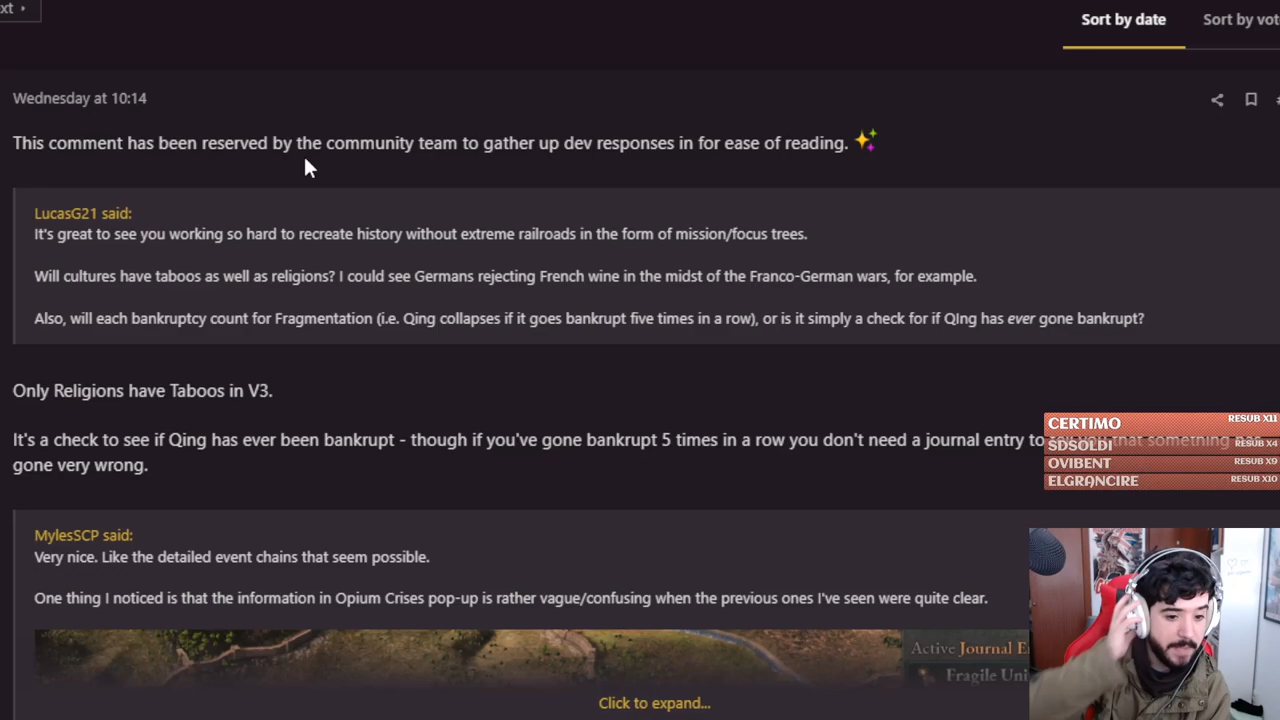 xt
Sort by date
Sort by vot
Wednesday at 10:14
This comment has been reserved by the community team to gather up dev responses in for ease of reading. ✨
LucasG21 said:
It's great to see you working so hard to recreate history without extreme railroads in the form of mission/focus trees.
Will cultures have taboos as well as religions? I could see Germans rejecting French wine in the midst of the Franco-German wars, for example.
Also, will each bankruptcy count for Fragmentation (i.e. Qing collapses if it goes bankrupt five times in a row), or is it simply a check for if QIng has ever gone bankrupt?
Only Religions have Taboos in V3.
It's a check to see if Qing has ever been bankrupt - though if you've gone bankrupt 5 times in a row you don't need a journal entry to tell you that something has
gone very wrong.
CERTIMO RESUB X11
SDSOLDI RESUB X4
OVIBENT RESUB X9
ELGRANCIRE RESUB X10
MylesSCP said:
Very nice. Like the detailed event chains that seem possible.
One thing I noticed is that the information in Opium Crises pop-up is rather vague/confusing when the previous ones I've seen were quite clear.
Active Journal E
Fragile Uni
Click to expand...